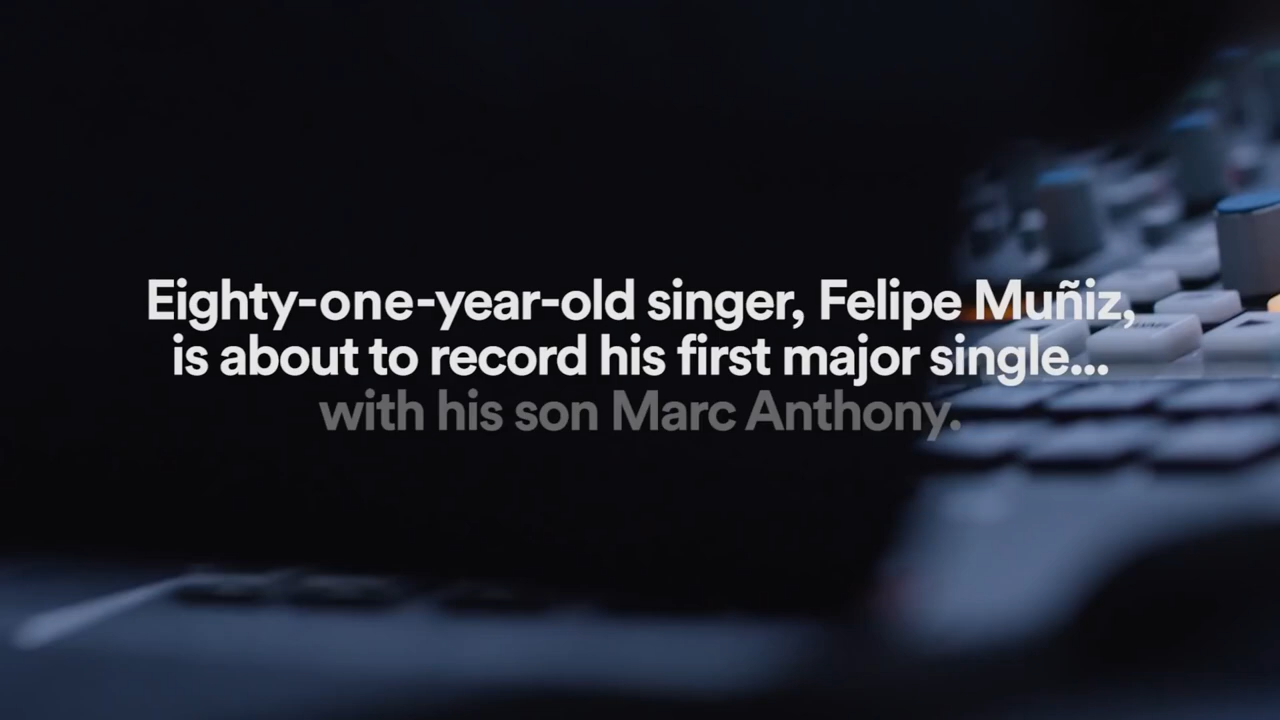 Eighty-one-year-old singer, Felipe Muñiz,
is about to record his first major single...
with his son Marc Anthony.